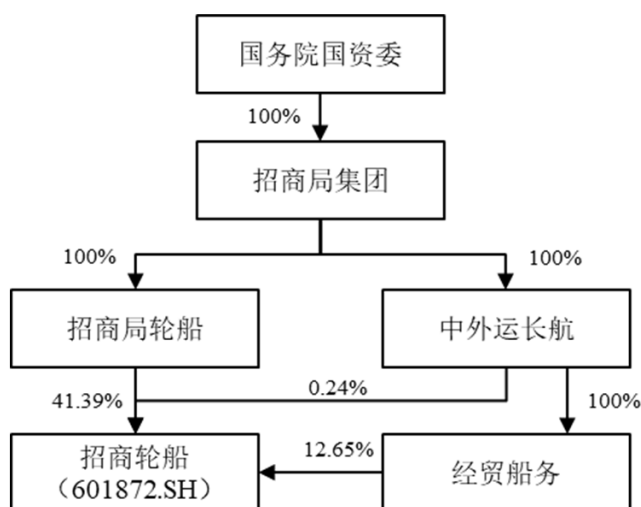 国务院国资委
100%
招商局集团
100%
100%
招商局轮船
中外运长航
41.39%
0.24%
100%
招商轮船
（601872.SH）
12.65%
经贸船务